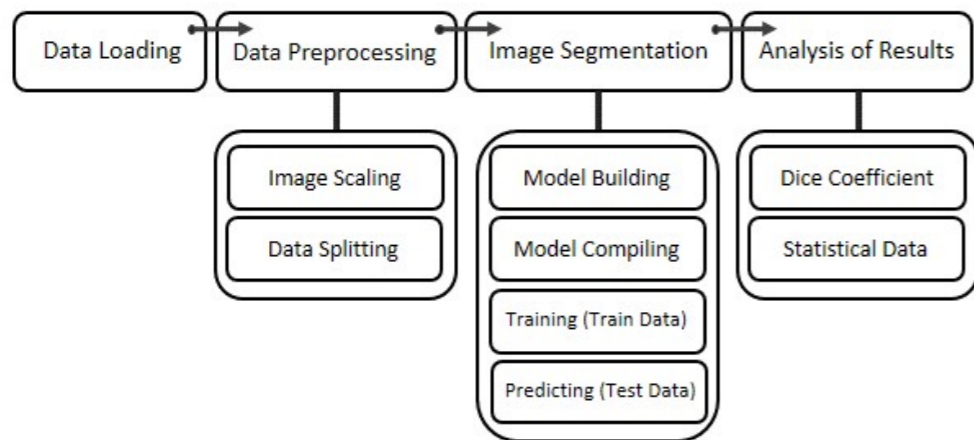 Data Loading
Data Preprocessing
Image Segmentation
Analysis of Results
Image Scaling
Data Splitting
Model Building
Model Compiling
Training (Train Data)
Predicting (Test Data)
Dice Coefficient
Statistical Data